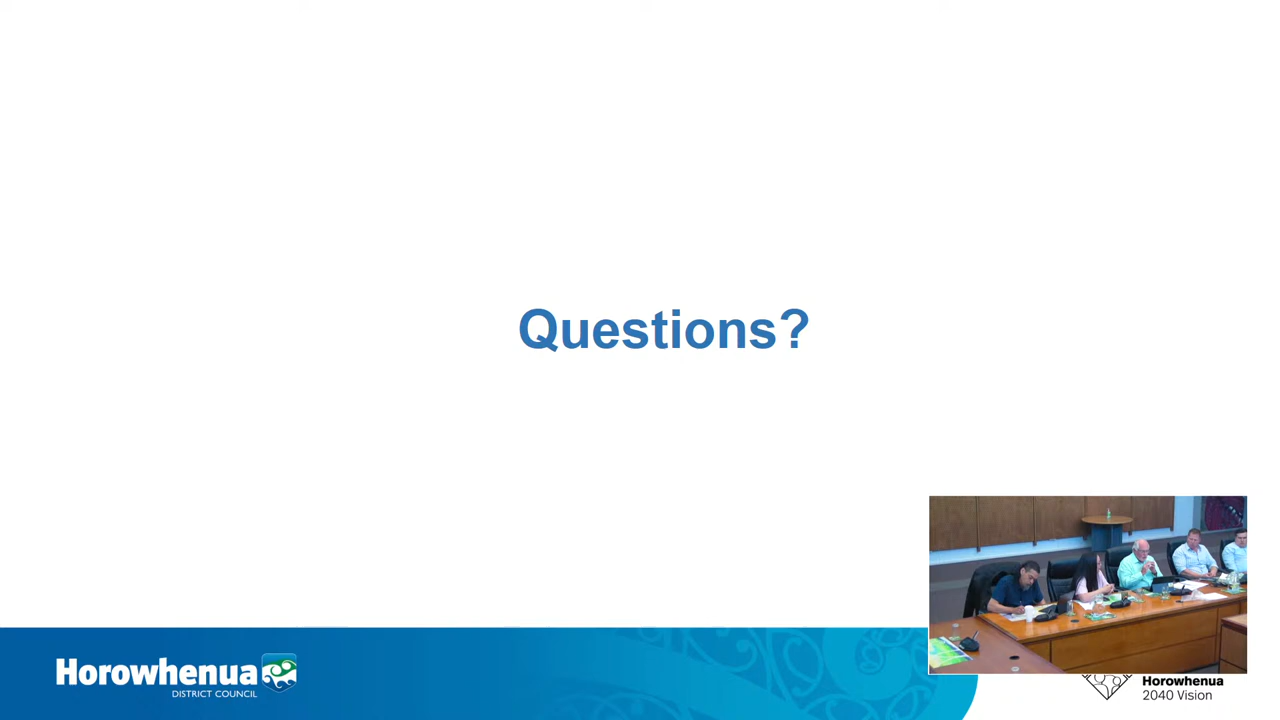 Questions?
Horowhenua
DISTRICT COUNCIL
Horowhenua
2040 Vision